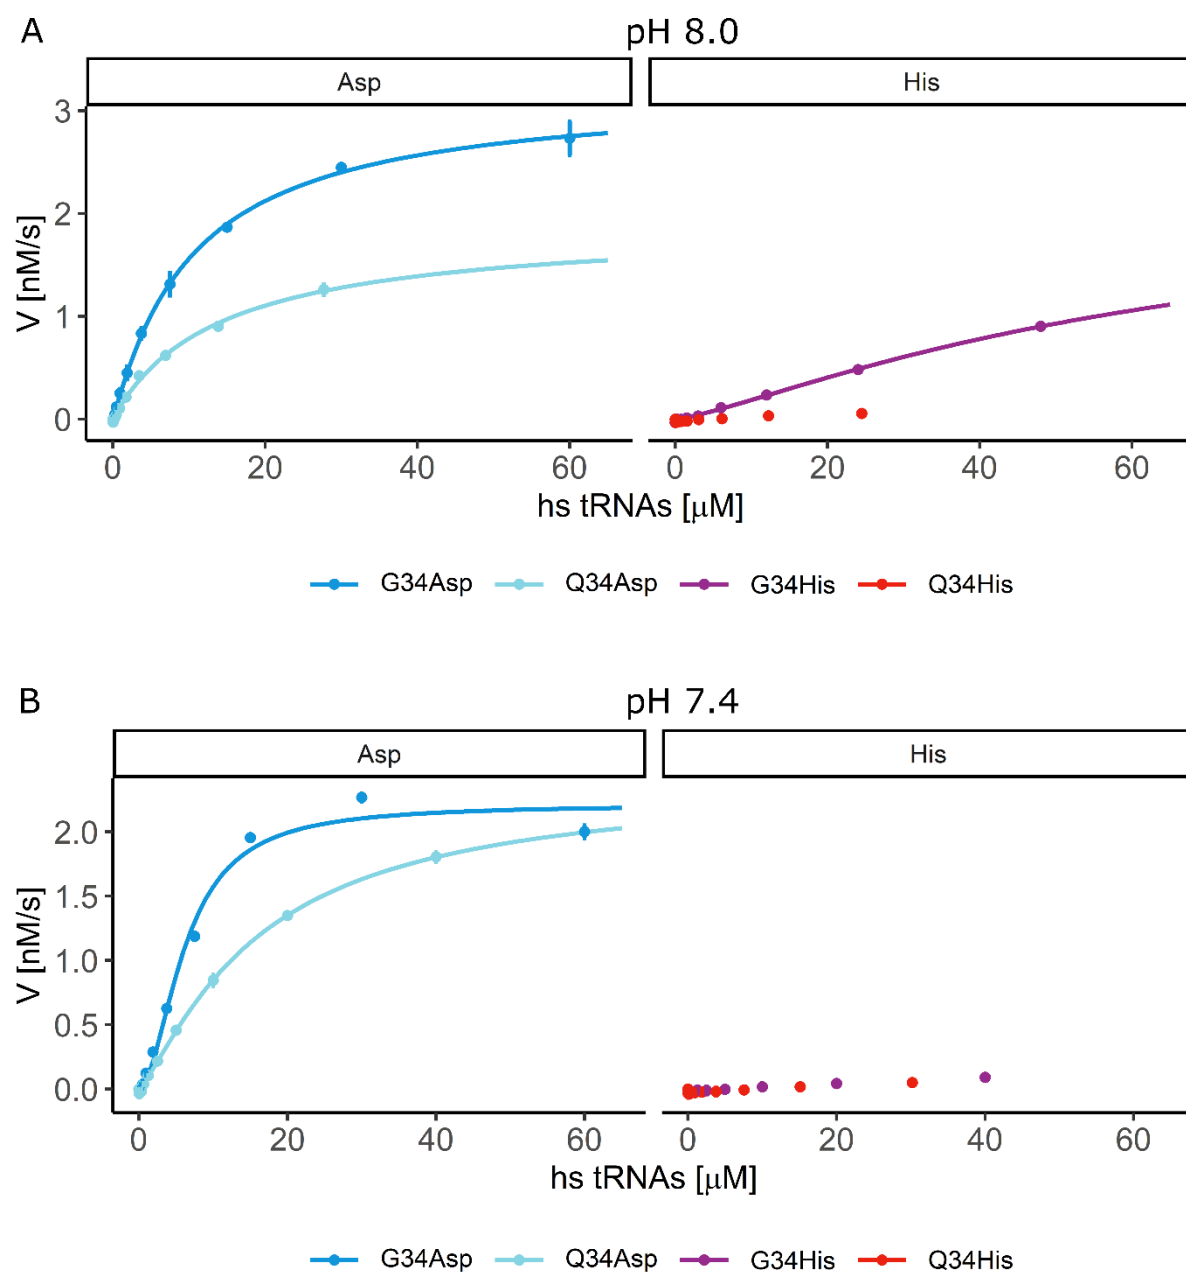 A
pH 8.0
Asp
His
V [nM/s]
3
2
1
0
0 20 40 60
0 20 40 60
hs tRNAs [μM]
G34Asp Q34Asp G34His Q34His
B
pH 7.4
Asp
His
V [nM/s]
2.0
1.5
1.0
0.5
0.0
0 20 40 60
0 20 40 60
hs tRNAs [μM]
G34Asp Q34Asp G34His Q34His